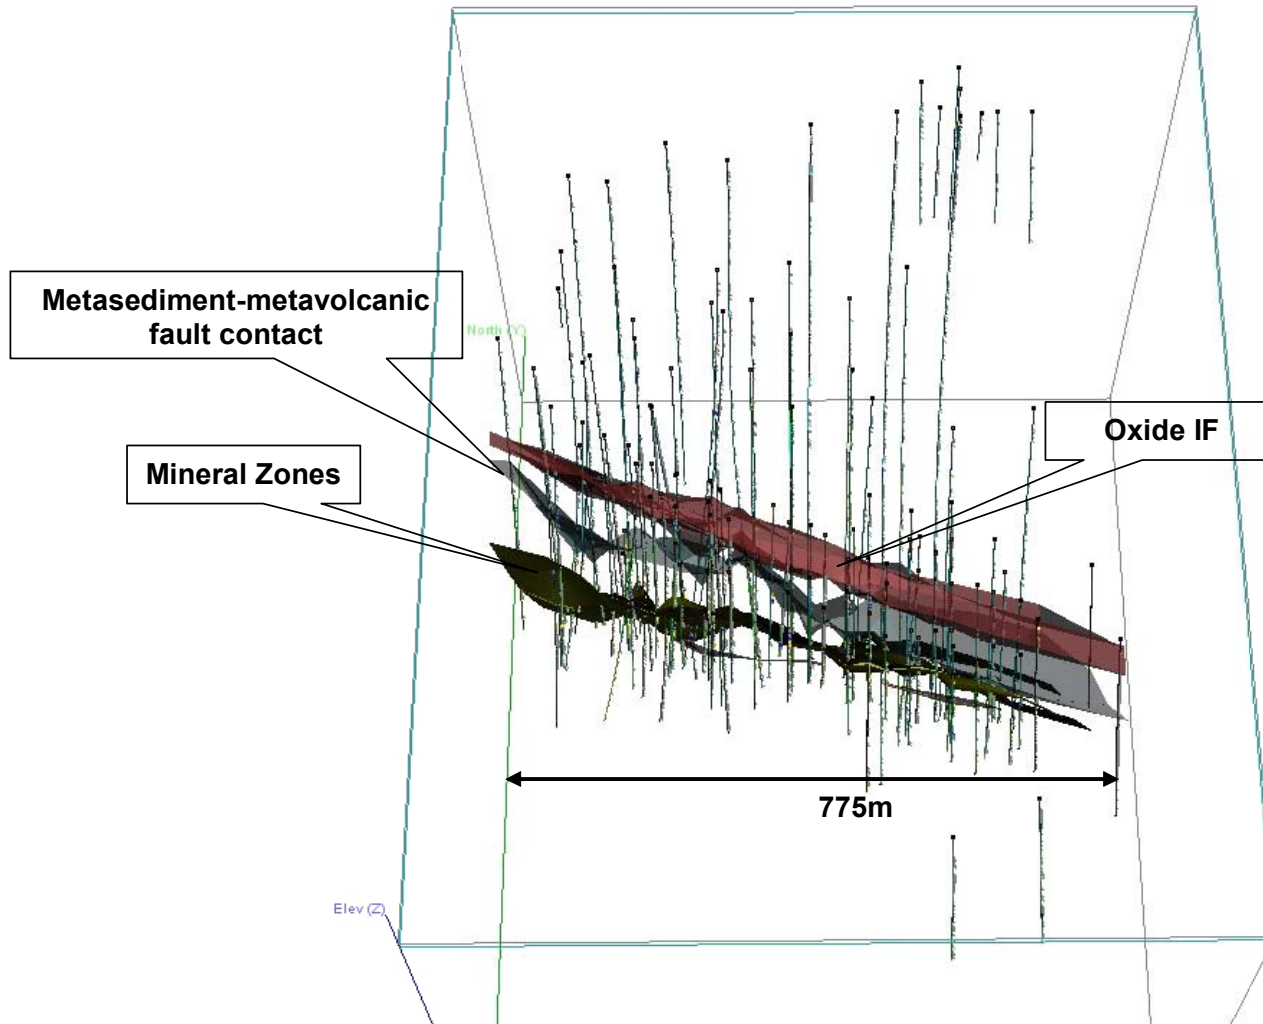 North (Y)
Metasediment-metavolcanic
fault contact
Oxide IF
Mineral Zones
775m
Elev (Z)